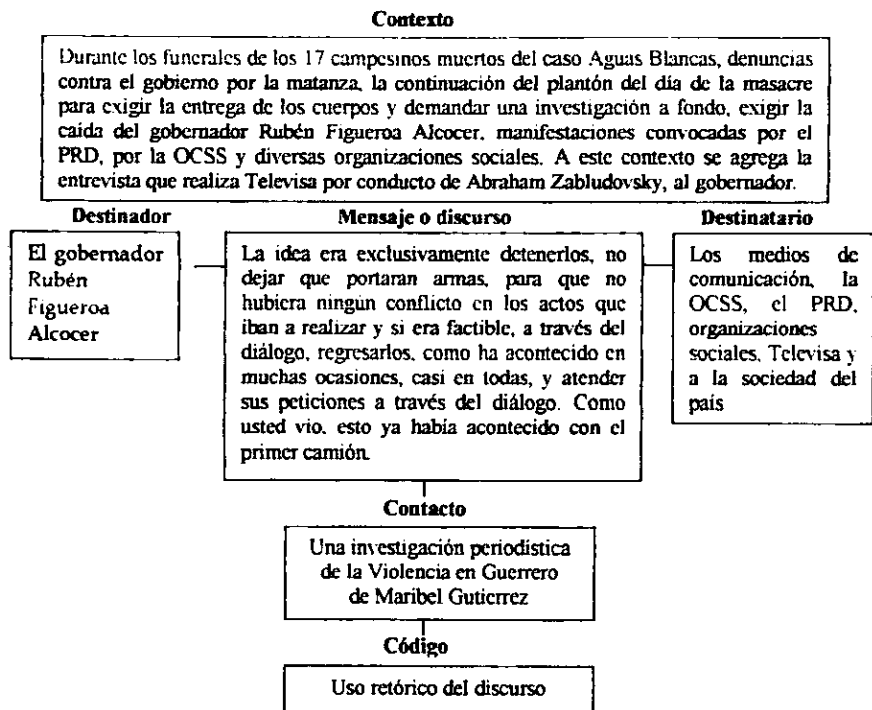 Contexto
Durante los funerales de los 17 campesinos muertos del caso Aguas Blancas, denuncias
contra el gobierno por la matanza, la continuación del plantón del día de la masacre
para exigir la entrega de los cuerpos y demandar una investigación a fondo, exigir la
caída del gobernador Rubén Figueroa Alcocer, manifestaciones convocadas por el
PRD, por la OCSS y diversas organizaciones sociales. A este contexto se agrega la
entrevista que realiza Televisa por conducto de Abraham Zabludovsky, al gobernador.
Destinador
El gobernador
Rubén
Figueroa
Alcocer
Mensaje o discurso
La idea era exclusivamente detenerlos, no
dejar que portaran armas, para que no
hubiera ningún conflicto en los actos que
iban a realizar y si era factible, a través del
diálogo, regresarlos, como ha acontecido en
muchas ocasiones, casi en todas, y atender
sus peticiones a través del diálogo. Como
usted vio, esto ya había acontecido con el
primer camión.
Destinatario
Los medios de
comunicación, la
OCSS, el PRD,
organizaciones
sociales, Televisa y
a la sociedad del
país
Contacto
Una investigación periodística
de la Violencia en Guerrero
de Maribel Gutierrez
Código
Uso retórico del discurso